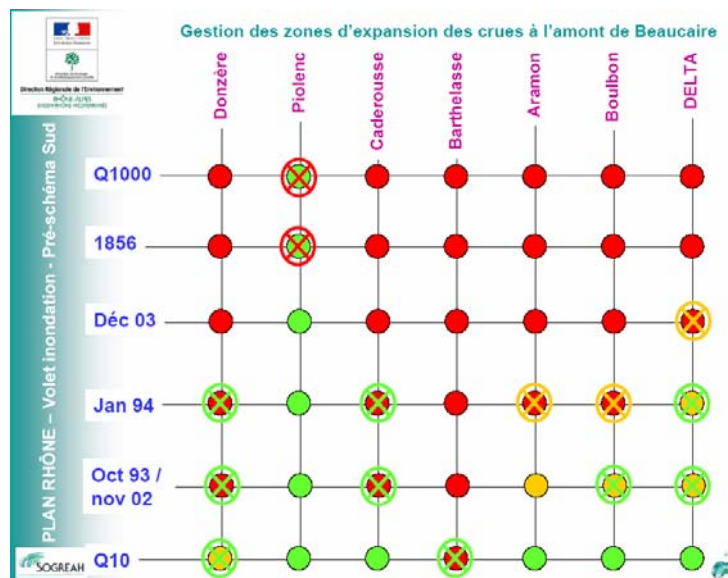 Gestion des zones d'expansion des crues à l'amont de Beaucaire
Direction Régionale de l'Environnement
RHÔNE-ALPES
Donzère
Piolenc
Caderousse
Barthelasse
Aramon
Boulbon
DELTA
PLAN RHÔNE – Volet inondation - Pré-schéma Sud
Q1000
1856
Déc 03
Jan 94
Oct 93 /
nov 02
Q10
SOGREAH